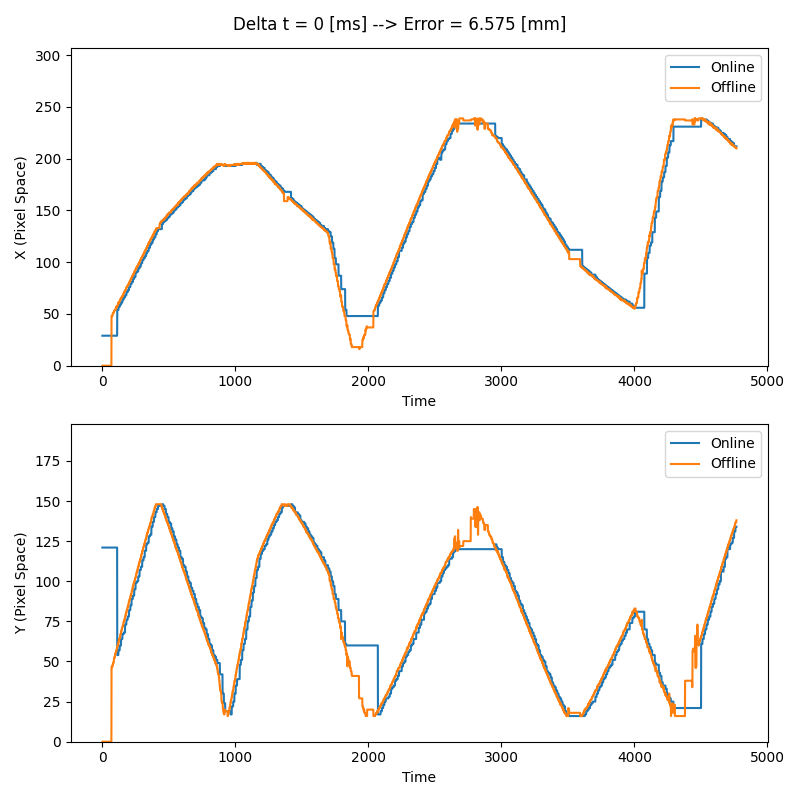 Delta t = 0 [ms] --> Error = 6.575 [mm]
300
250
200
150
100
50
0
X (Pixel Space)
Online
Offline
0 1000 2000 3000 4000 5000
Time
175
150
125
100
75
50
25
0
Y (Pixel Space)
Online
Offline
0 1000 2000 3000 4000 5000
Time